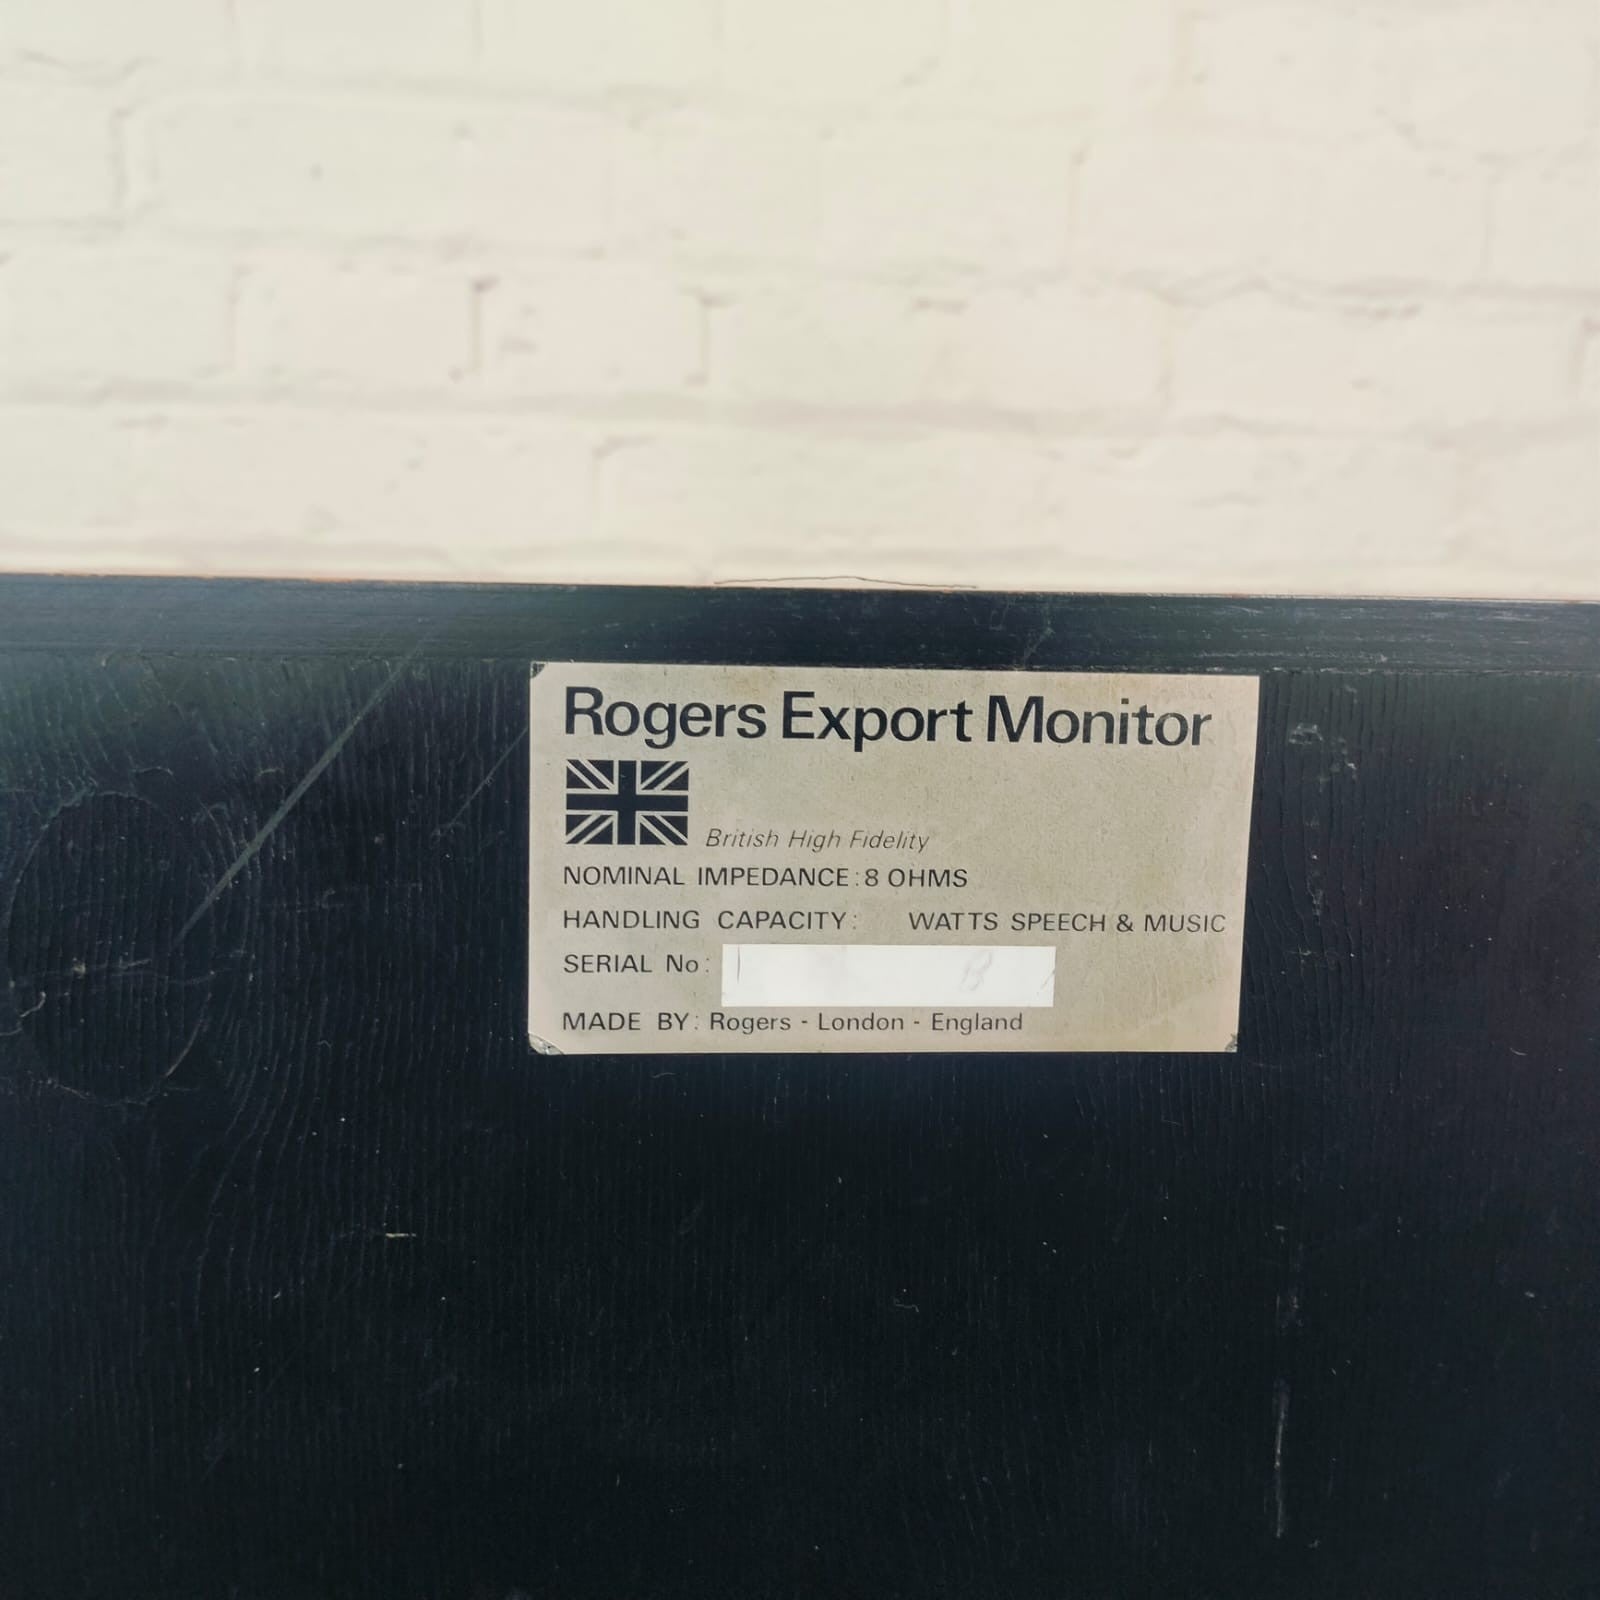 Rogers Export Monitor
British High Fidelity
NOMINAL IMPEDANCE: 8 OHMS
HANDLING CAPACITY: WATTS SPEECH & MUSIC
SERIAL No:
MADE BY: Rogers - London - England